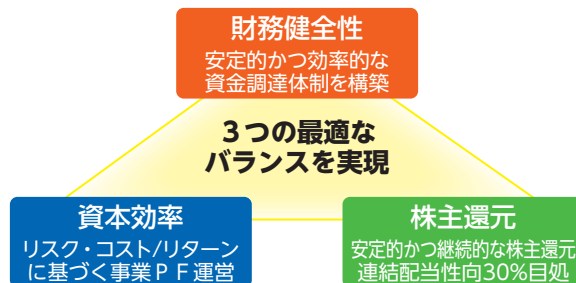 財務健全性
安定的かつ効率的な
資金調達体制を構築
３つの最適な
バランスを実現
資本効率
リスク・コスト/リターン
に基づく事業ＰＦ運営
株主還元
安定的かつ継続的な株主還元
連結配当性向30%目処